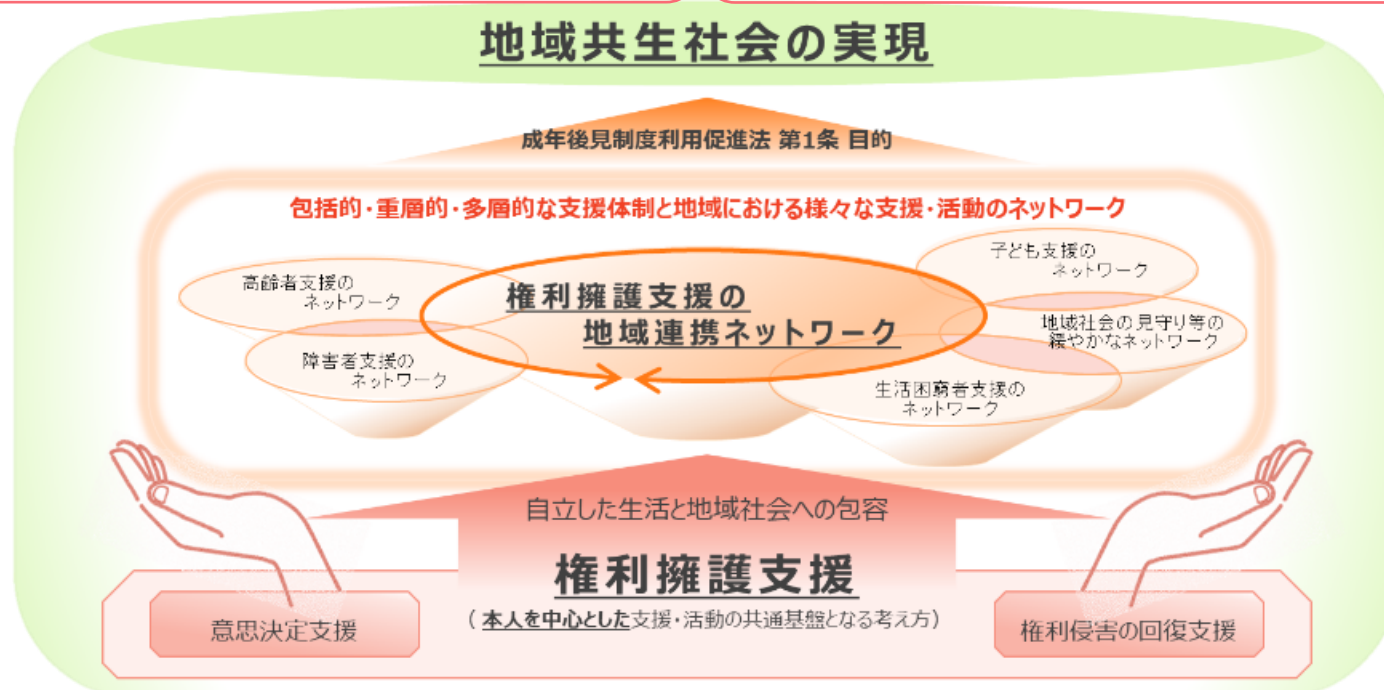 地域共生社会の実現
成年後見制度利用促進法 第1条 目的
包括的・重層的・多層的な支援体制と地域における様々な支援・活動のネットワーク
高齢者支援の
ネットワーク
障害者支援の
ネットワーク
権利擁護支援の
地域連携ネットワーク
子ども支援の
ネットワーク
地域社会の見守り等の
緩やかなネットワーク
生活困窮者支援の
ネットワーク
自立した生活と地域社会への包容
権利擁護支援
(本人を中心とした支援・活動の共通基盤となる考え方)
意思決定支援
権利侵害の回復支援